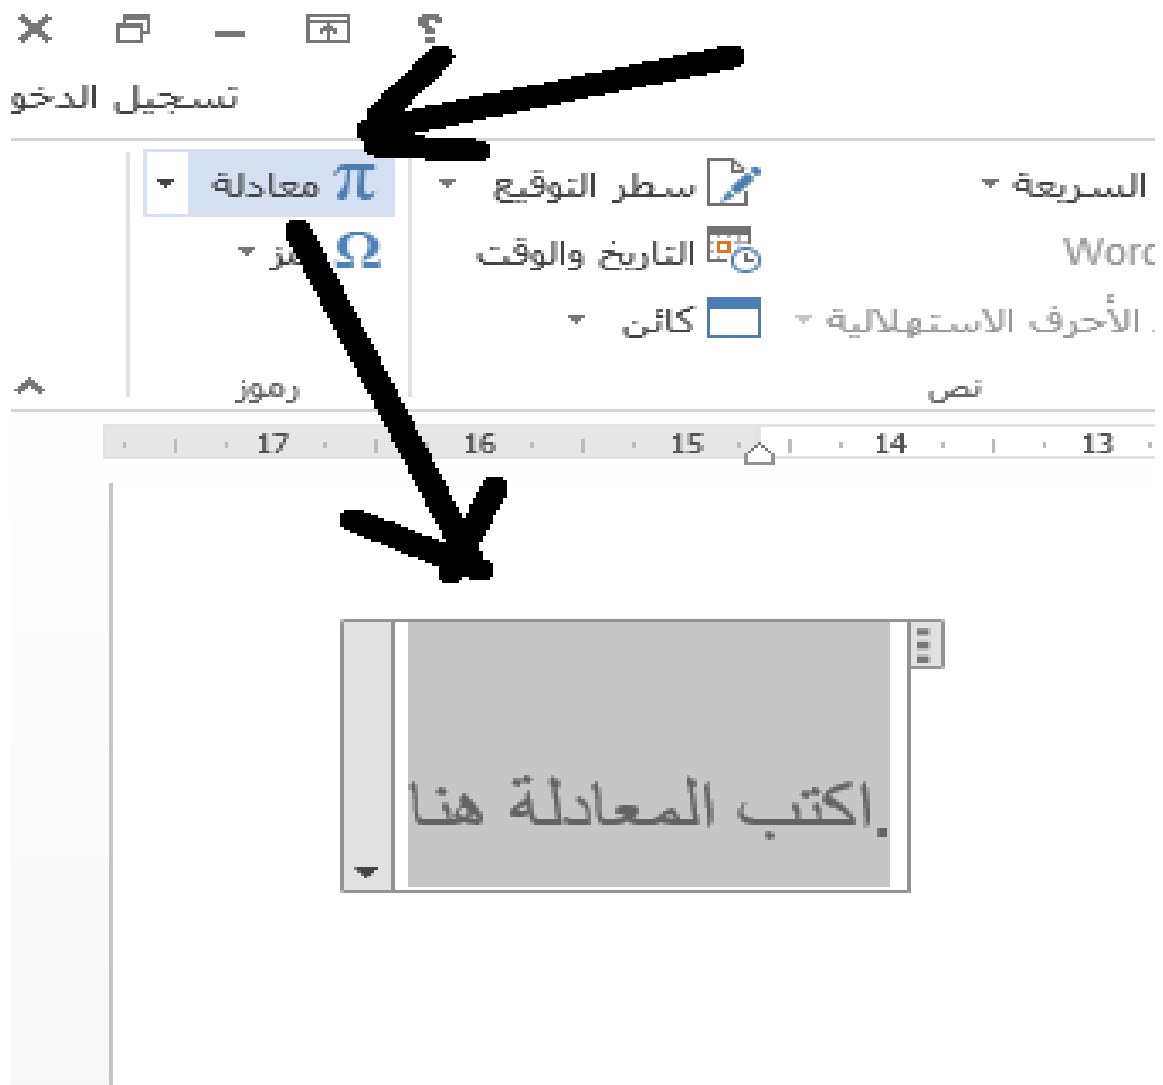 ؟
تسجيل الدخو
السريعة سطر التوقيع π معادلة
Word التاريخ والوقت Ω
الأحرف الاستهلالية كائن
نص رموز
13 14 15 16 17
اكتب المعادلة هنا.